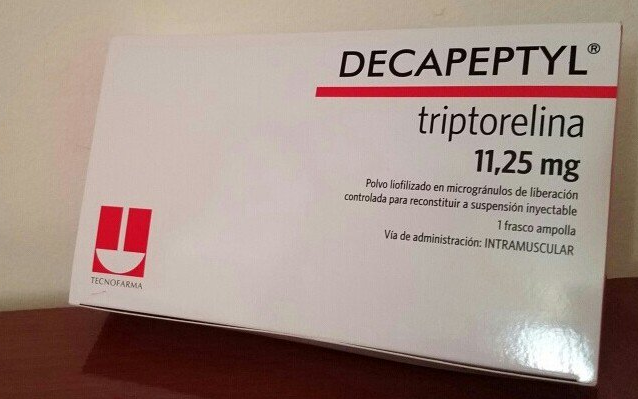 DECAPEPTYL®
triptorelina
11,25 mg
Polvo liofilizado en microgránulos de liberación
controlada para reconstituir a suspensión inyectable
1 frasco ampolla
Vía de administración: INTRAMUSCULAR
TECNOFARMA